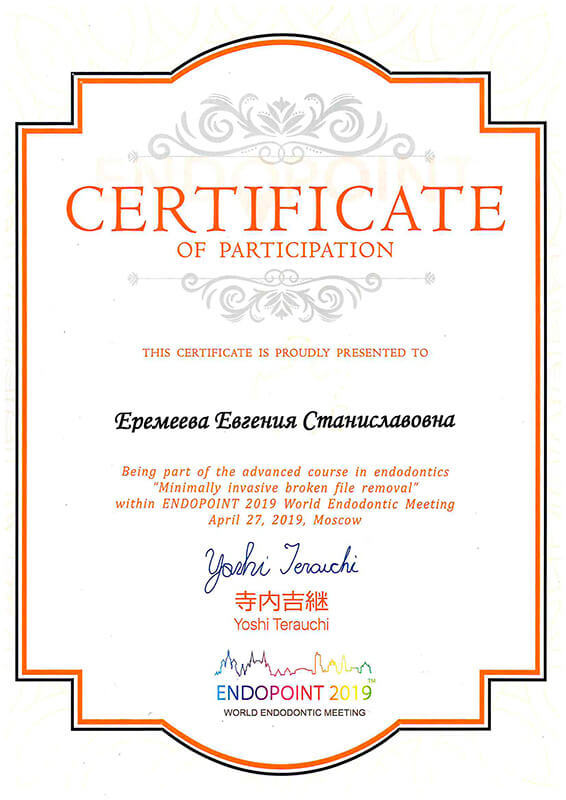 CERTIFICATE
OF PARTICIPATION
THIS CERTIFICATE IS PROUDLY PRESENTED TO
Еремеева Евгения Станиславовна
Being part of the advanced course in endodontics
"Minimally invasive broken file removal"
within ENDOPOINT 2019 World Endodontic Meeting
April 27, 2019, Moscow
Yoshi Terauchi
寺内吉継
Yoshi Terauchi
ENDOPOINT 2019™
WORLD ENDODONTIC MEETING